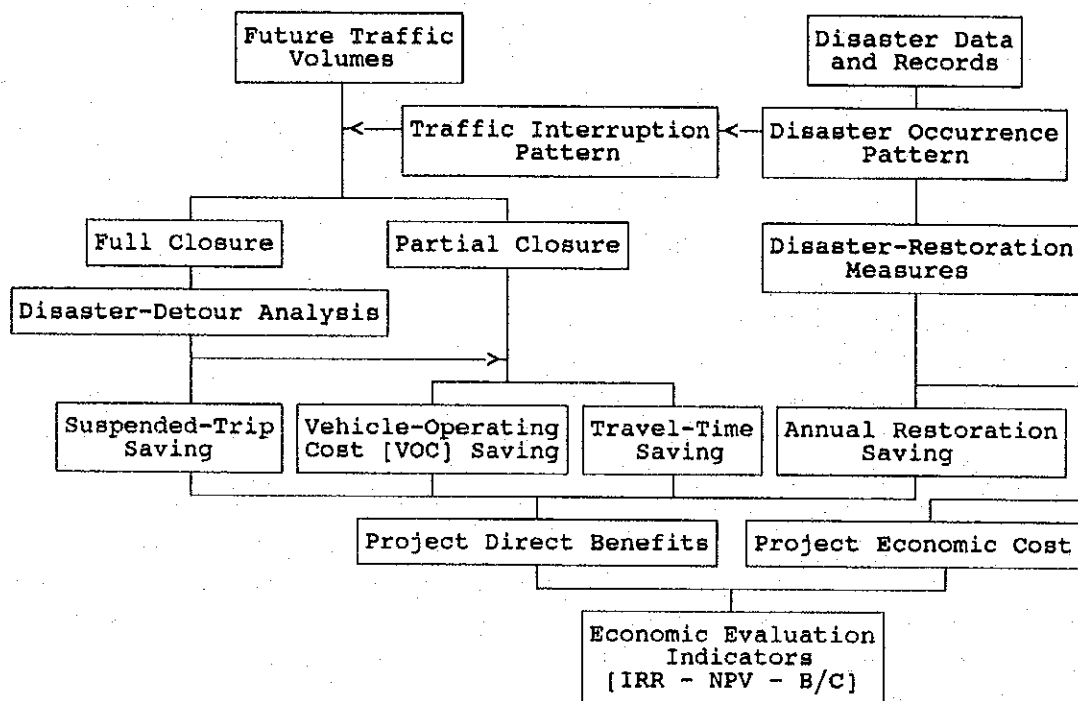 Future Traffic
Volumes
Disaster Data
and Records
Traffic Interruption
Pattern
Disaster Occurrence
Pattern
Full Closure
Partial Closure
Disaster-Restoration
Measures
Disaster-Detour Analysis
Suspended-Trip
Saving
Vehicle-Operating
Cost [VOC] Saving
Travel-Time
Saving
Annual Restoration
Saving
Project Direct Benefits
Project Economic Cost
Economic Evaluation
Indicators
[IRR - NPV - B/C]